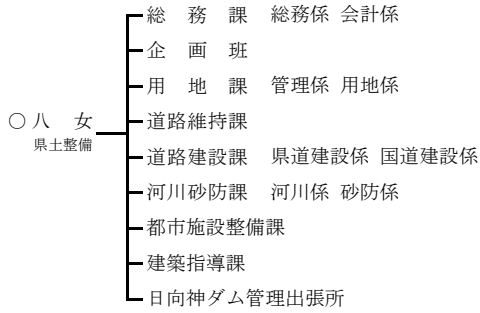 総務課 総務係 会計係
企画班
用地課 管理係 用地係
○八女
県土整備
道路維持課
道路建設課 県道建設係 国道建設係
河川砂防課 河川係 砂防係
都市施設整備課
建築指導課
日向神ダム管理出張所